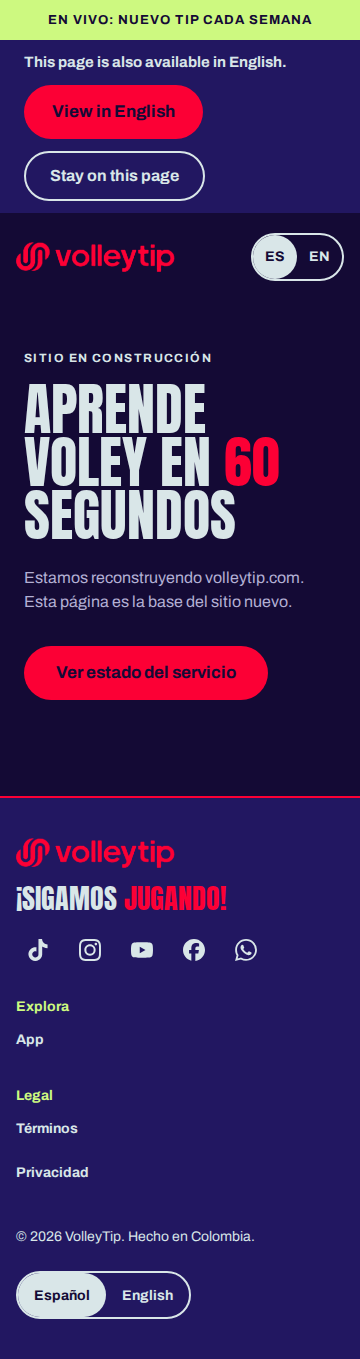 EN VIVO: NUEVO TIP CADA SEMANA
This page is also available in English.
View in English
Stay on this page
volleytip
ES EN
SITIO EN CONSTRUCCIÓN
APRENDE
VOLEY EN 60
SEGUNDOS
Estamos reconstruyendo volleytip.com.
Esta página es la base del sitio nuevo.
Ver estado del servicio
volleytip
¡SIGAMOS JUGANDO!
Explora
App
Legal
Términos
Privacidad
© 2026 VolleyTip. Hecho en Colombia.
Español English